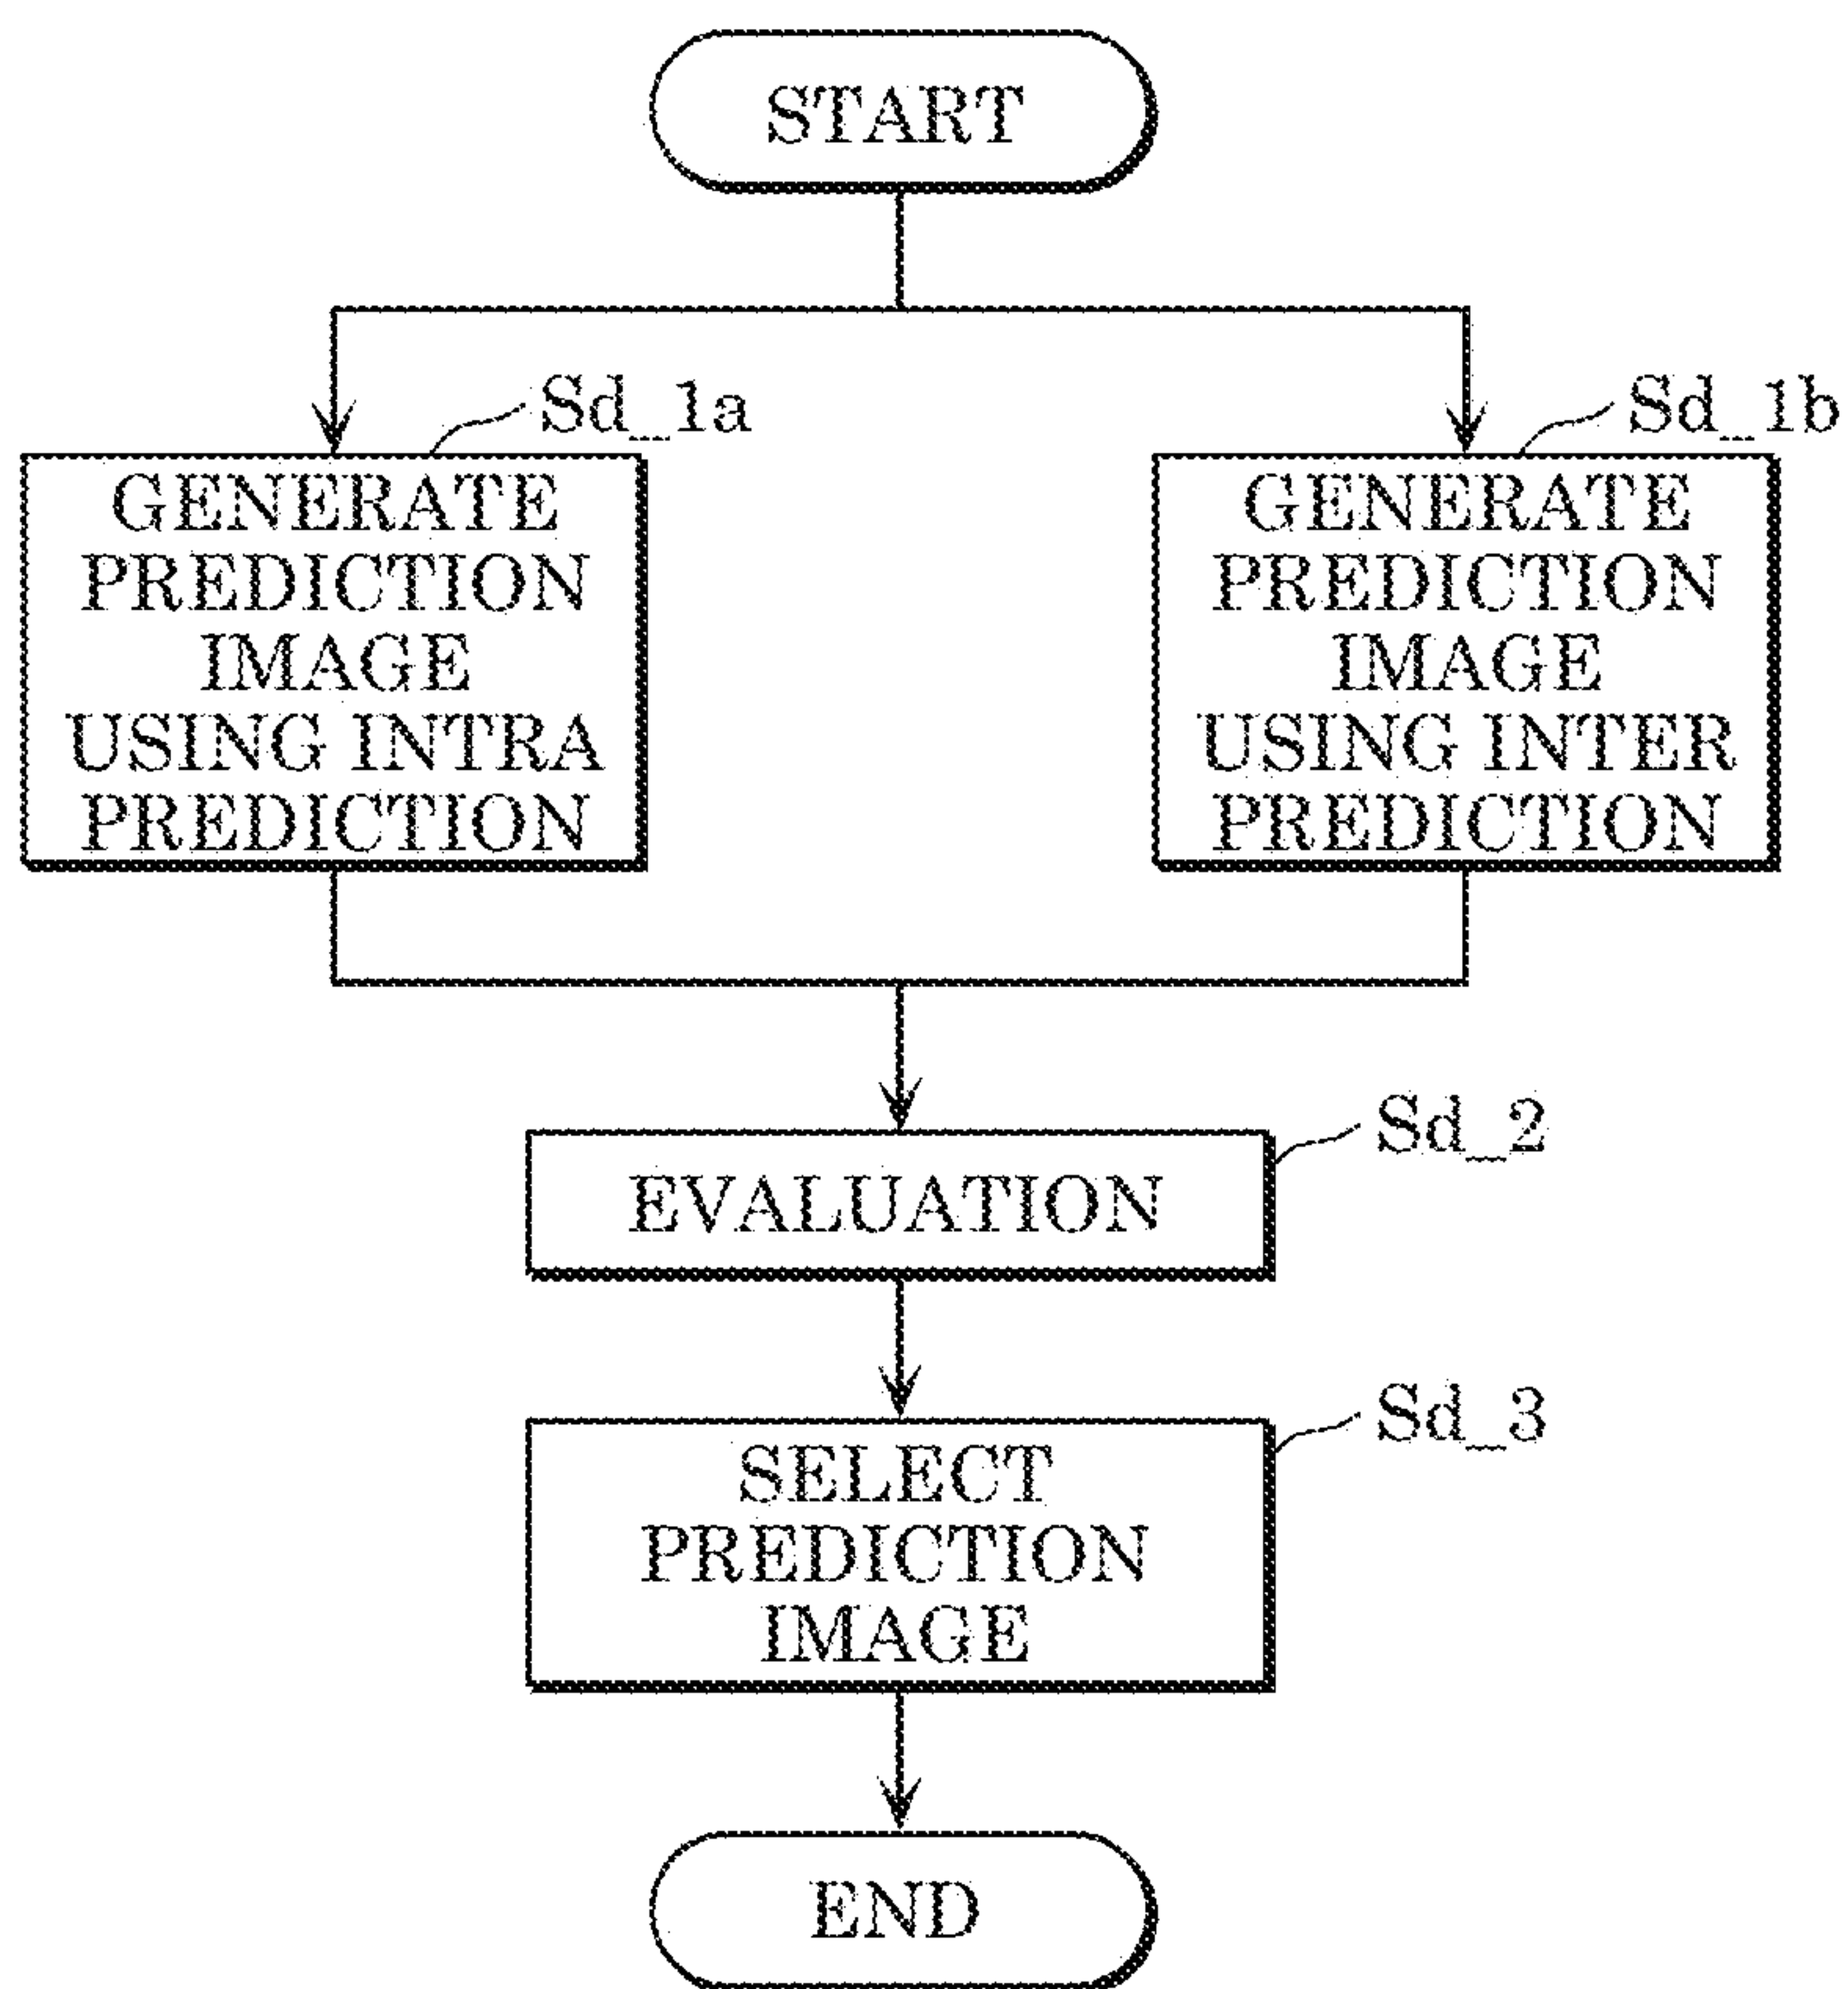 START
Sd_1a
GENERATE
PREDICTION
IMAGE
USING INTRA
PREDICTION
Sd_1b
GENERATE
PREDICTION
IMAGE
USING INTER
PREDICTION
Sd_2
EVALUATION
Sd_3
SELECT
PREDICTION
IMAGE
END